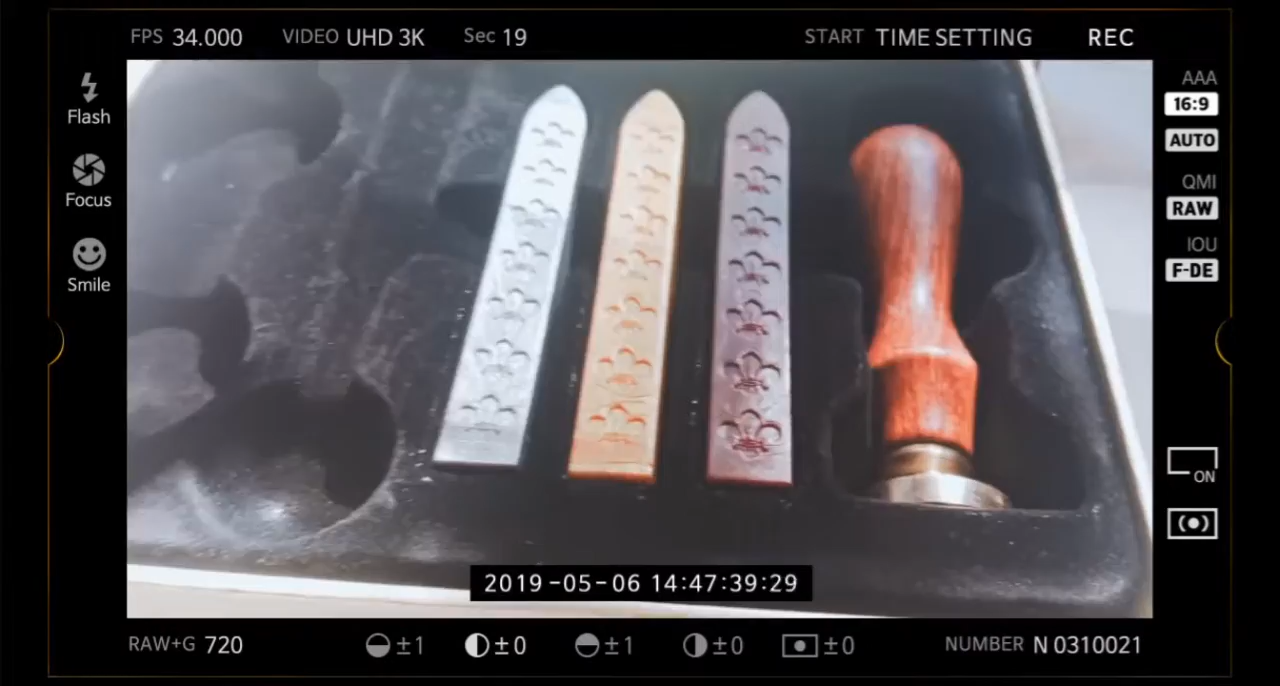 FPS 34.000 VIDEO UHD 3K Sec 19 START TIME SETTING REC
Flash
Focus
Smile
AAA
16:9
AUTO
QMI
RAW
IOU
F-DE
ON
2019-05-06 14:47:39:29
RAW+G 720 ±1 ±0 ±1 ±0 ±0 NUMBER N 0310021